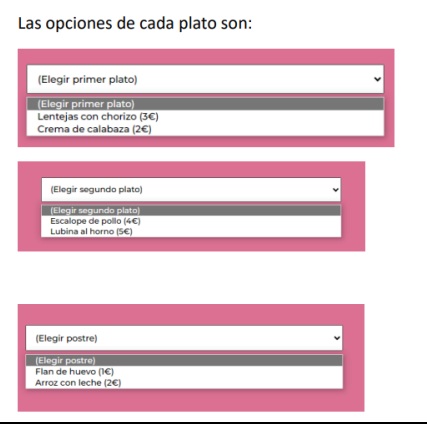 Las opciones de cada plato son:
(Elegir primer plato)
(Elegir primer plato)
Lentejas con chorizo (3€)
Crema de calabaza (2€)
(Elegir segundo plato)
(Elegir segundo plato)
Escalope de pollo (4€)
Lubina al horno (5€)
(Elegir postre)
(Elegir postre)
Flan de huevo (1€)
Arroz con leche (2€)